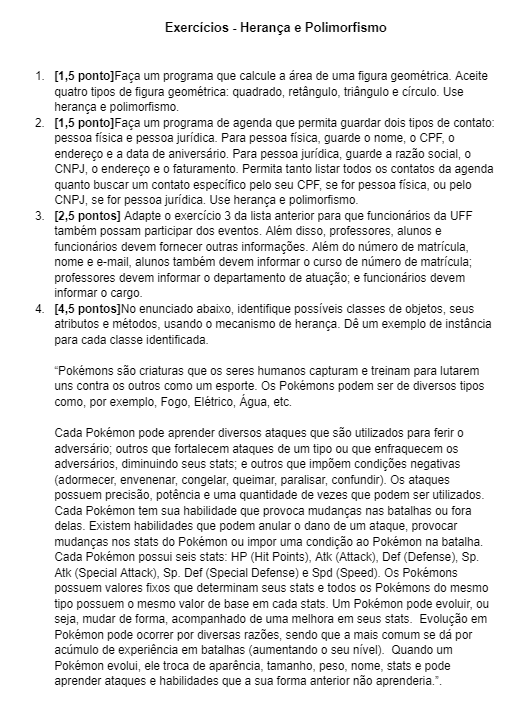 Exercícios - Herança e Polimorfismo
1. [1,5 ponto]Faça um programa que calcule a área de uma figura geométrica. Aceite
quatro tipos de figura geométrica: quadrado, retângulo, triângulo e círculo. Use
herança e polimorfismo.
2. [1,5 ponto]Faça um programa de agenda que permita guardar dois tipos de contato:
pessoa física e pessoa jurídica. Para pessoa física, guarde o nome, o CPF, o
endereço e a data de aniversário. Para pessoa jurídica, guarde a razão social, o
CNPJ, o endereço e o faturamento. Permita tanto listar todos os contatos da agenda
quanto buscar um contato específico pelo seu CPF, se for pessoa física, ou pelo
CNPJ, se for pessoa jurídica. Use herança e polimorfismo.
3. [2,5 pontos] Adapte o exercício 3 da lista anterior para que funcionários da UFF
também possam participar dos eventos. Além disso, professores, alunos e
funcionários devem fornecer outras informações. Além do número de matrícula,
nome e e-mail, alunos também devem informar o curso de número de matrícula;
professores devem informar o departamento de atuação; e funcionários devem
informar o cargo.
4. [4,5 pontos]No enunciado abaixo, identifique possíveis classes de objetos, seus
atributos e métodos, usando o mecanismo de herança. Dê um exemplo de instância
para cada classe identificada.
“Pokémons são criaturas que os seres humanos capturam e treinam para lutarem
uns contra os outros como um esporte. Os Pokémons podem ser de diversos tipos
como, por exemplo, Fogo, Elétrico, Água, etc.
Cada Pokémon pode aprender diversos ataques que são utilizados para ferir o
adversário; outros que fortalecem ataques de um tipo ou que enfraquecem os
adversários, diminuindo seus stats; e outros que impõem condições negativas
(adormecer, envenenar, congelar, queimar, paralisar, confundir). Os ataques
possuem precisão, potência e uma quantidade de vezes que podem ser utilizados.
Cada Pokémon tem sua habilidade que provoca mudanças nas batalhas ou fora
delas. Existem habilidades que podem anular o dano de um ataque, provocar
mudanças nos stats do Pokémon ou impor uma condição ao Pokémon na batalha.
Cada Pokémon possui seis stats: HP (Hit Points), Atk (Attack), Def (Defense), Sp.
Atk (Special Attack), Sp. Def (Special Defense) e Spd (Speed). Os Pokémons
possuem valores fixos que determinam seus stats e todos os Pokémons do mesmo
tipo possuem o mesmo valor de base em cada stats. Um Pokémon pode evoluir, ou
seja, mudar de forma, acompanhado de uma melhora em seus stats. Evolução em
Pokémon pode ocorrer por diversas razões, sendo que a mais comum se dá por
acúmulo de experiência em batalhas (aumentando o seu nível). Quando um
Pokémon evolui, ele troca de aparência, tamanho, peso, nome, stats e pode
aprender ataques e habilidades que a sua forma anterior não aprenderia.”.